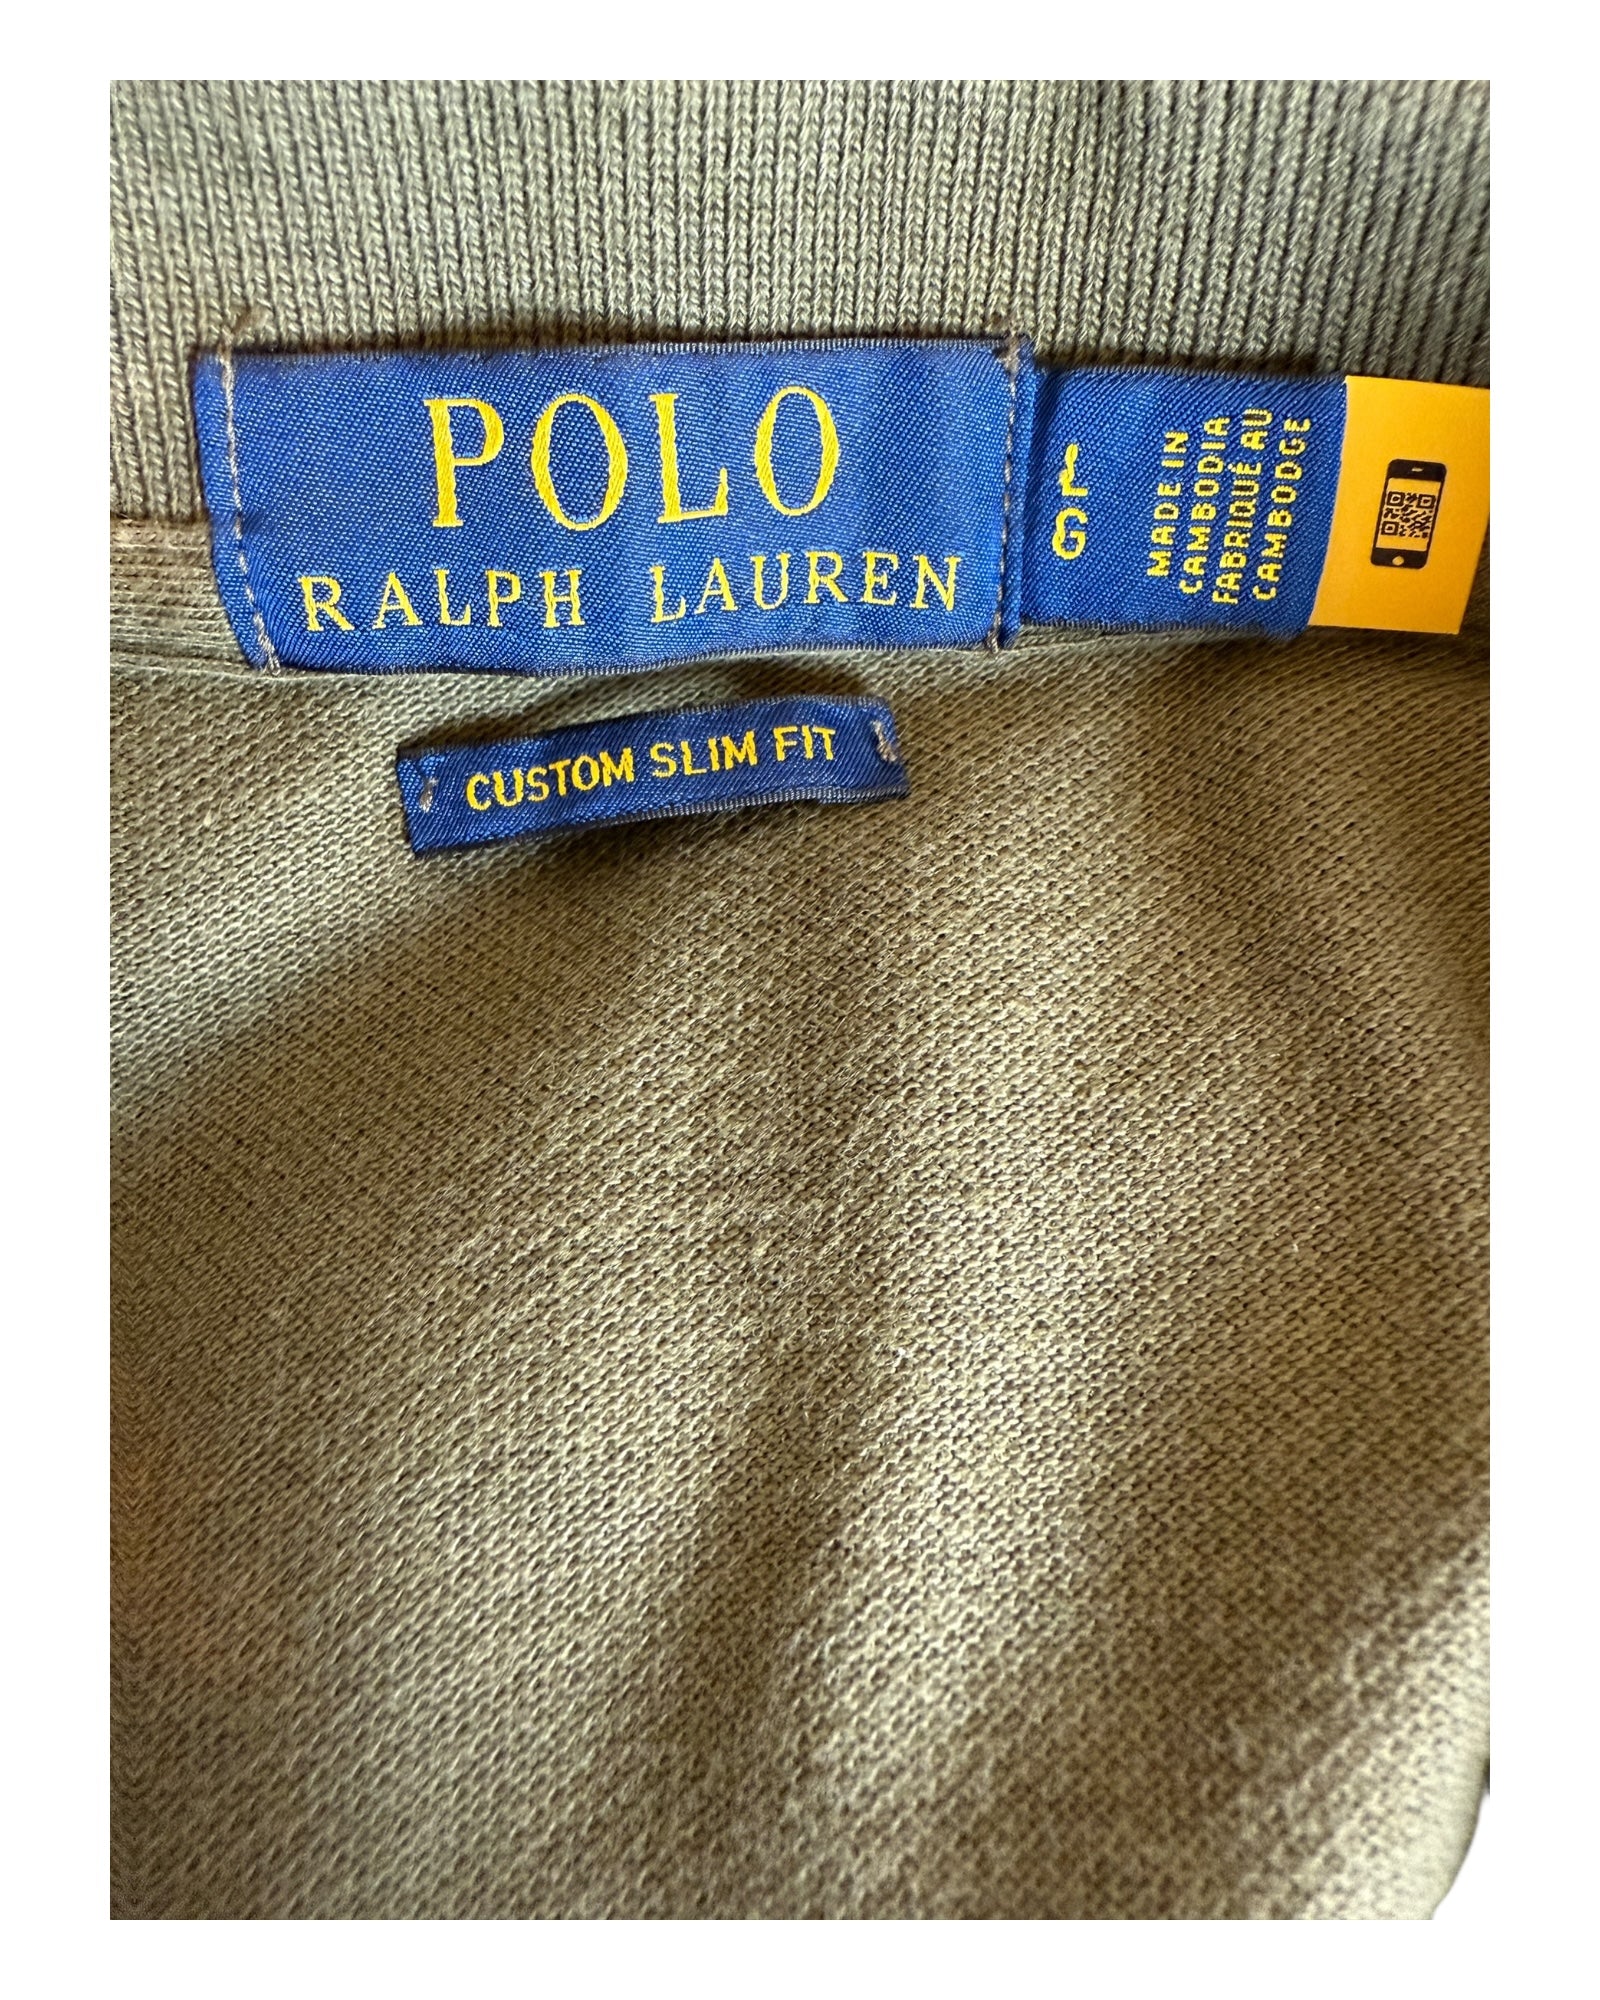 POLO
RALPH LAUREN
L
G
MADE IN
CAMBODIA
FABRIQUÉ AU
CAMBODGE
CUSTOM SLIM FIT